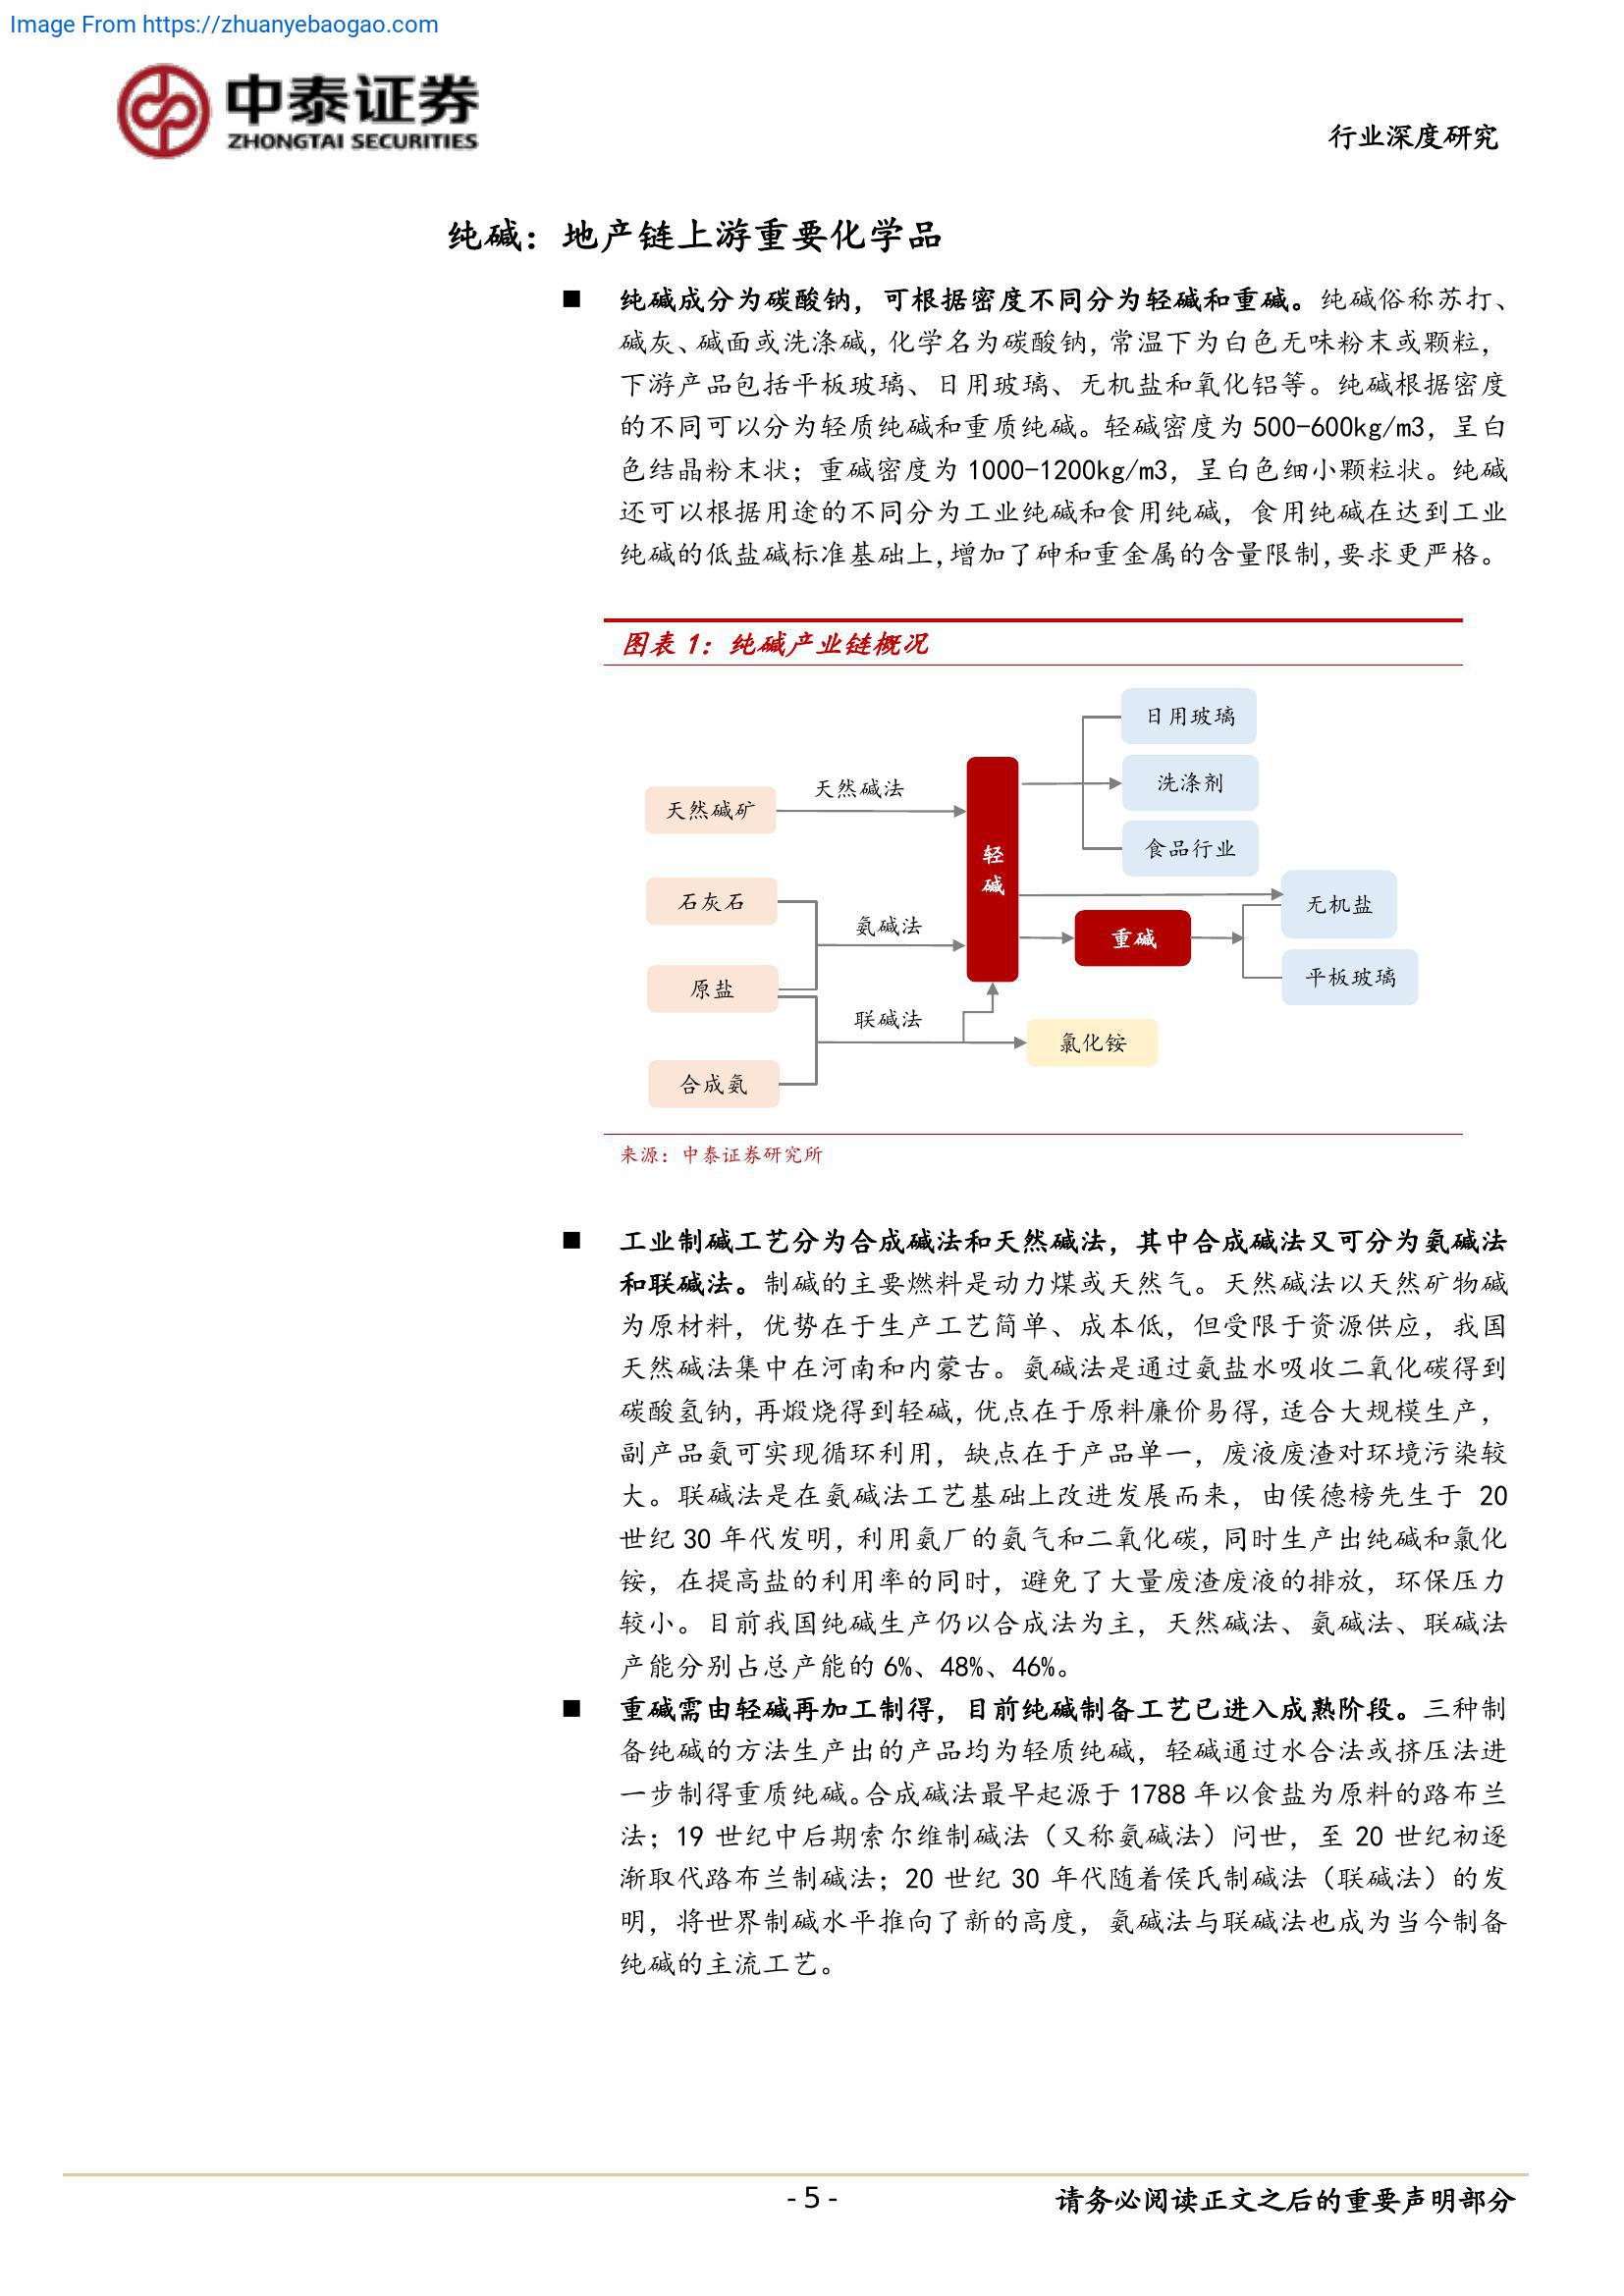 Image From https://zhuanyebaogao.com
中泰证券
ZHONGTAI SECURITIES
行业深度研究
纯碱：地产链上游重要化学品
■ 纯碱成分为碳酸钠，可根据密度不同分为轻碱和重碱。纯碱俗称苏打、
碱灰、碱面或洗涤碱，化学名为碳酸钠，常温下为白色无味粉末或颗粒，
下游产品包括平板玻璃、日用玻璃、无机盐和氧化铝等。纯碱根据密度
的不同可以分为轻质纯碱和重质纯碱。轻碱密度为 500-600kg/m3，呈白
色结晶粉末状；重碱密度为 1000-1200kg/m3，呈白色细小颗粒状。纯碱
还可以根据用途的不同分为工业纯碱和食用纯碱，食用纯碱在达到工业
纯碱的低盐碱标准基础上，增加了砷和重金属的含量限制，要求更严格。
图表 1：纯碱产业链概况
日用玻璃
洗涤剂
天然碱法
天然碱矿
食品行业
轻
碱
石灰石
无机盐
氨碱法
重碱
平板玻璃
原盐
联碱法
氯化铵
合成氨
来源：中泰证券研究所
■ 工业制碱工艺分为合成碱法和天然碱法，其中合成碱法又可分为氨碱法
和联碱法。制碱的主要燃料是动力煤或天然气。天然碱法以天然矿物碱
为原材料，优势在于生产工艺简单、成本低，但受限于资源供应，我国
天然碱法集中在河南和内蒙古。氨碱法是通过氨盐水吸收二氧化碳得到
碳酸氢钠，再煅烧得到轻碱，优点在于原料廉价易得，适合大规模生产，
副产品氨可实现循环利用，缺点在于产品单一，废液废渣对环境污染较
大。联碱法是在氨碱法工艺基础上改进发展而来，由侯德榜先生于 20
世纪 30 年代发明，利用氨厂的氨气和二氧化碳，同时生产出纯碱和氯化
铵，在提高盐的利用率的同时，避免了大量废渣废液的排放，环保压力
较小。目前我国纯碱生产仍以合成法为主，天然碱法、氨碱法、联碱法
产能分别占总产能的 6%、48%、46%。
■ 重碱需由轻碱再加工制得，目前纯碱制备工艺已进入成熟阶段。三种制
备纯碱的方法生产出的产品均为轻质纯碱，轻碱通过水合法或挤压法进
一步制得重质纯碱。合成碱法最早起源于 1788 年以食盐为原料的路布兰
法；19 世纪中后期索尔维制碱法（又称氨碱法）问世，至 20 世纪初逐
渐取代路布兰制碱法；20 世纪 30 年代随着侯氏制碱法（联碱法）的发
明，将世界制碱水平推向了新的高度，氨碱法与联碱法也成为当今制备
纯碱的主流工艺。
- 5 -
请务必阅读正文之后的重要声明部分